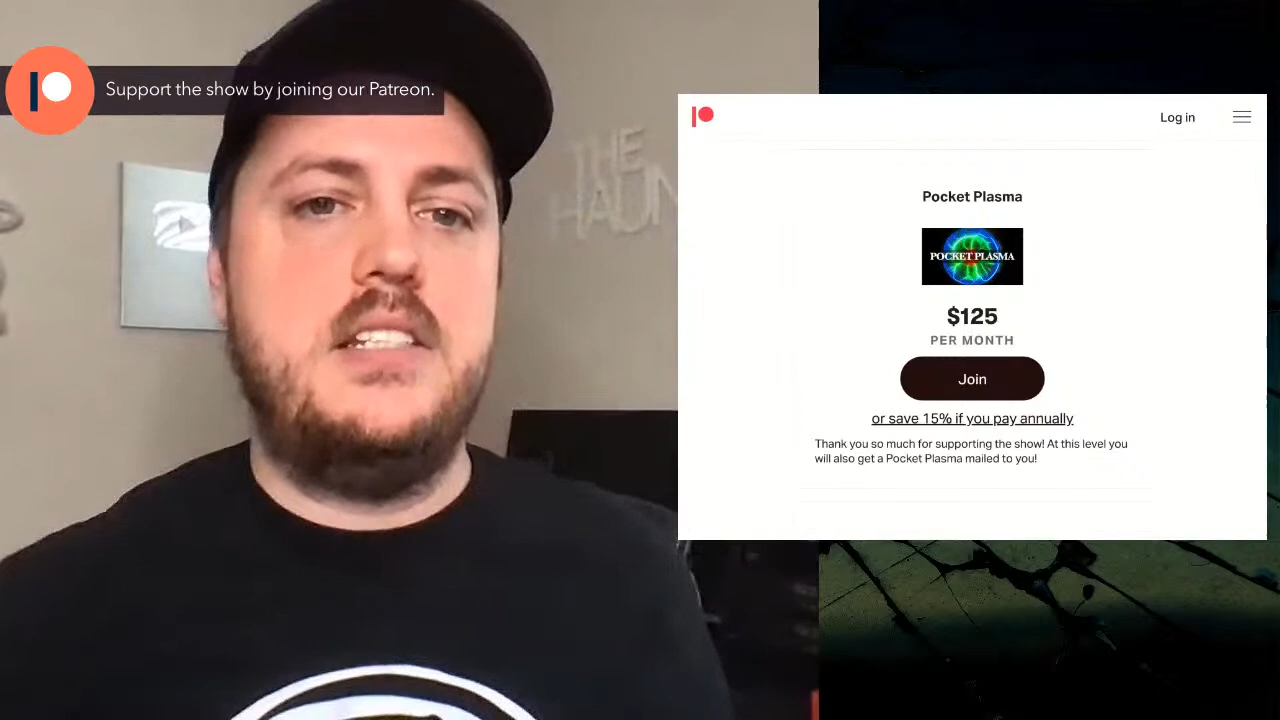 Support the show by joining our Patreon.
THE
HAUN
Log in
Pocket Plasma
POCKET PLASMA
$125
PER MONTH
Join
or save 15% if you pay annually
Thank you so much for supporting the show! At this level you
will also get a Pocket Plasma mailed to you!